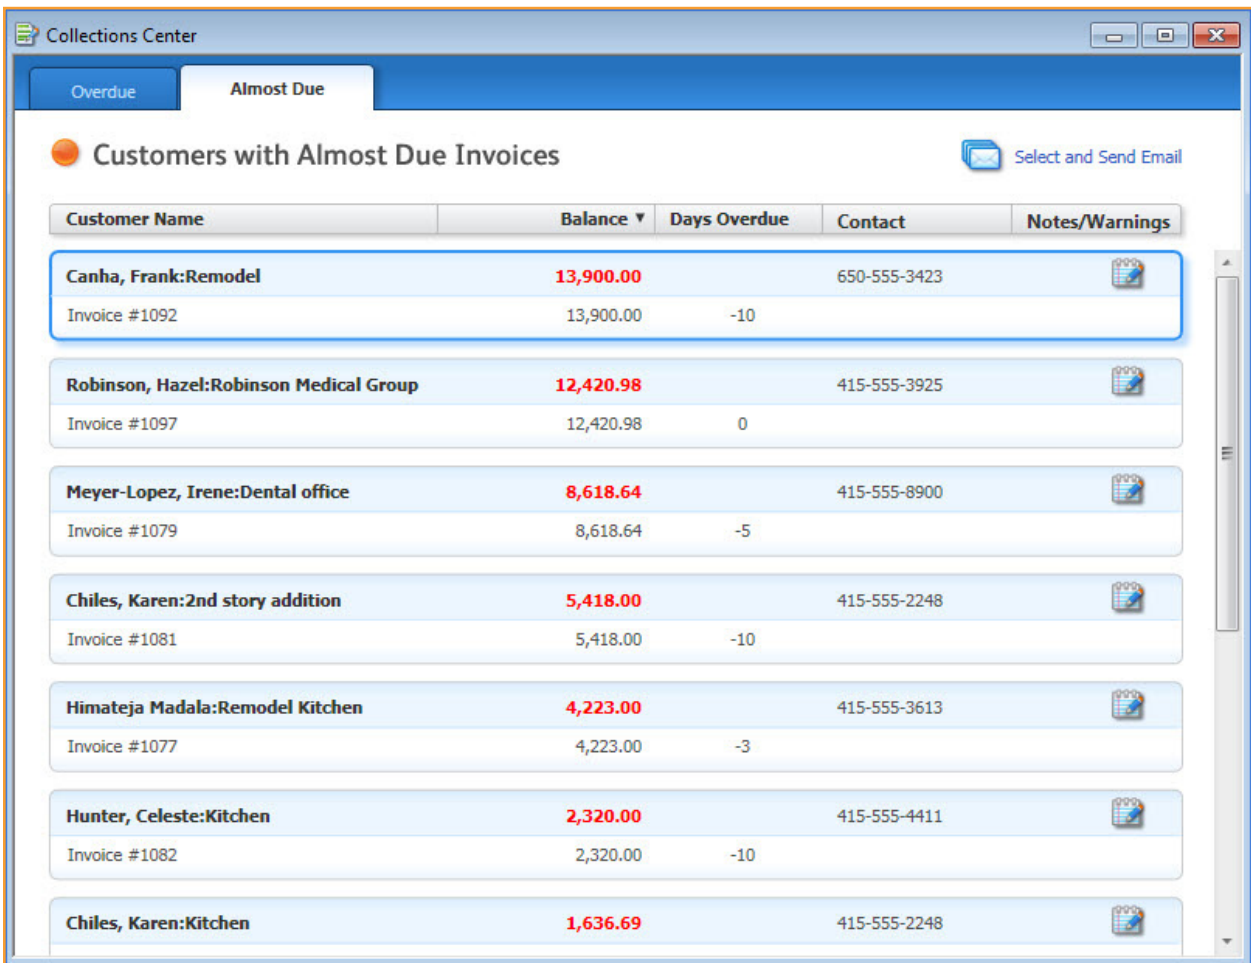 Collections Center
Overdue Almost Due
Customers with Almost Due Invoices Select and Send Email
Customer Name Balance ▼ Days Overdue Contact Notes/Warnings
Canha, Frank:Remodel 13,900.00 650-555-3423
Invoice #1092 13,900.00 -10
Robinson, Hazel:Robinson Medical Group 12,420.98 415-555-3925
Invoice #1097 12,420.98 0
Meyer-Lopez, Irene:Dental office 8,618.64 415-555-8900
Invoice #1079 8,618.64 -5
Chiles, Karen:2nd story addition 5,418.00 415-555-2248
Invoice #1081 5,418.00 -10
Himateja Madala:Remodel Kitchen 4,223.00 415-555-3613
Invoice #1077 4,223.00 -3
Hunter, Celeste:Kitchen 2,320.00 415-555-4411
Invoice #1082 2,320.00 -10
Chiles, Karen:Kitchen 1,636.69 415-555-2248